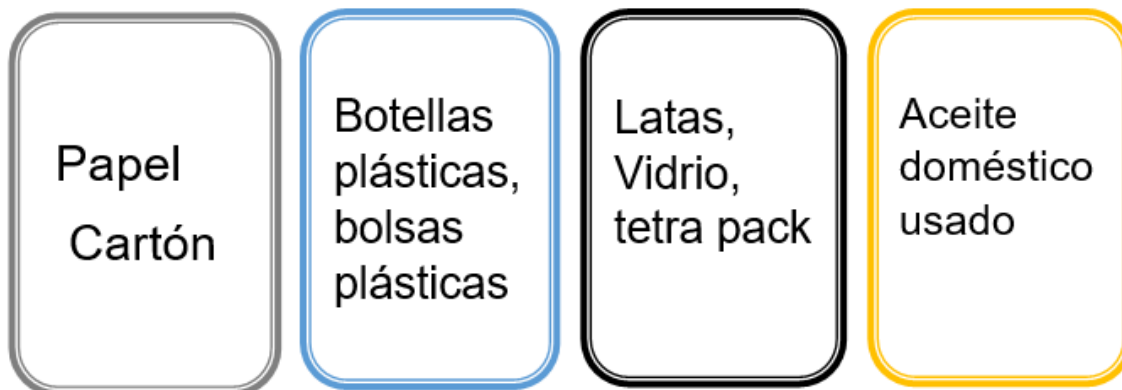 Papel
Cartón
Botellas
plásticas,
bolsas
plásticas
Latas,
Vidrio,
tetra pack
Aceite
doméstico
usado